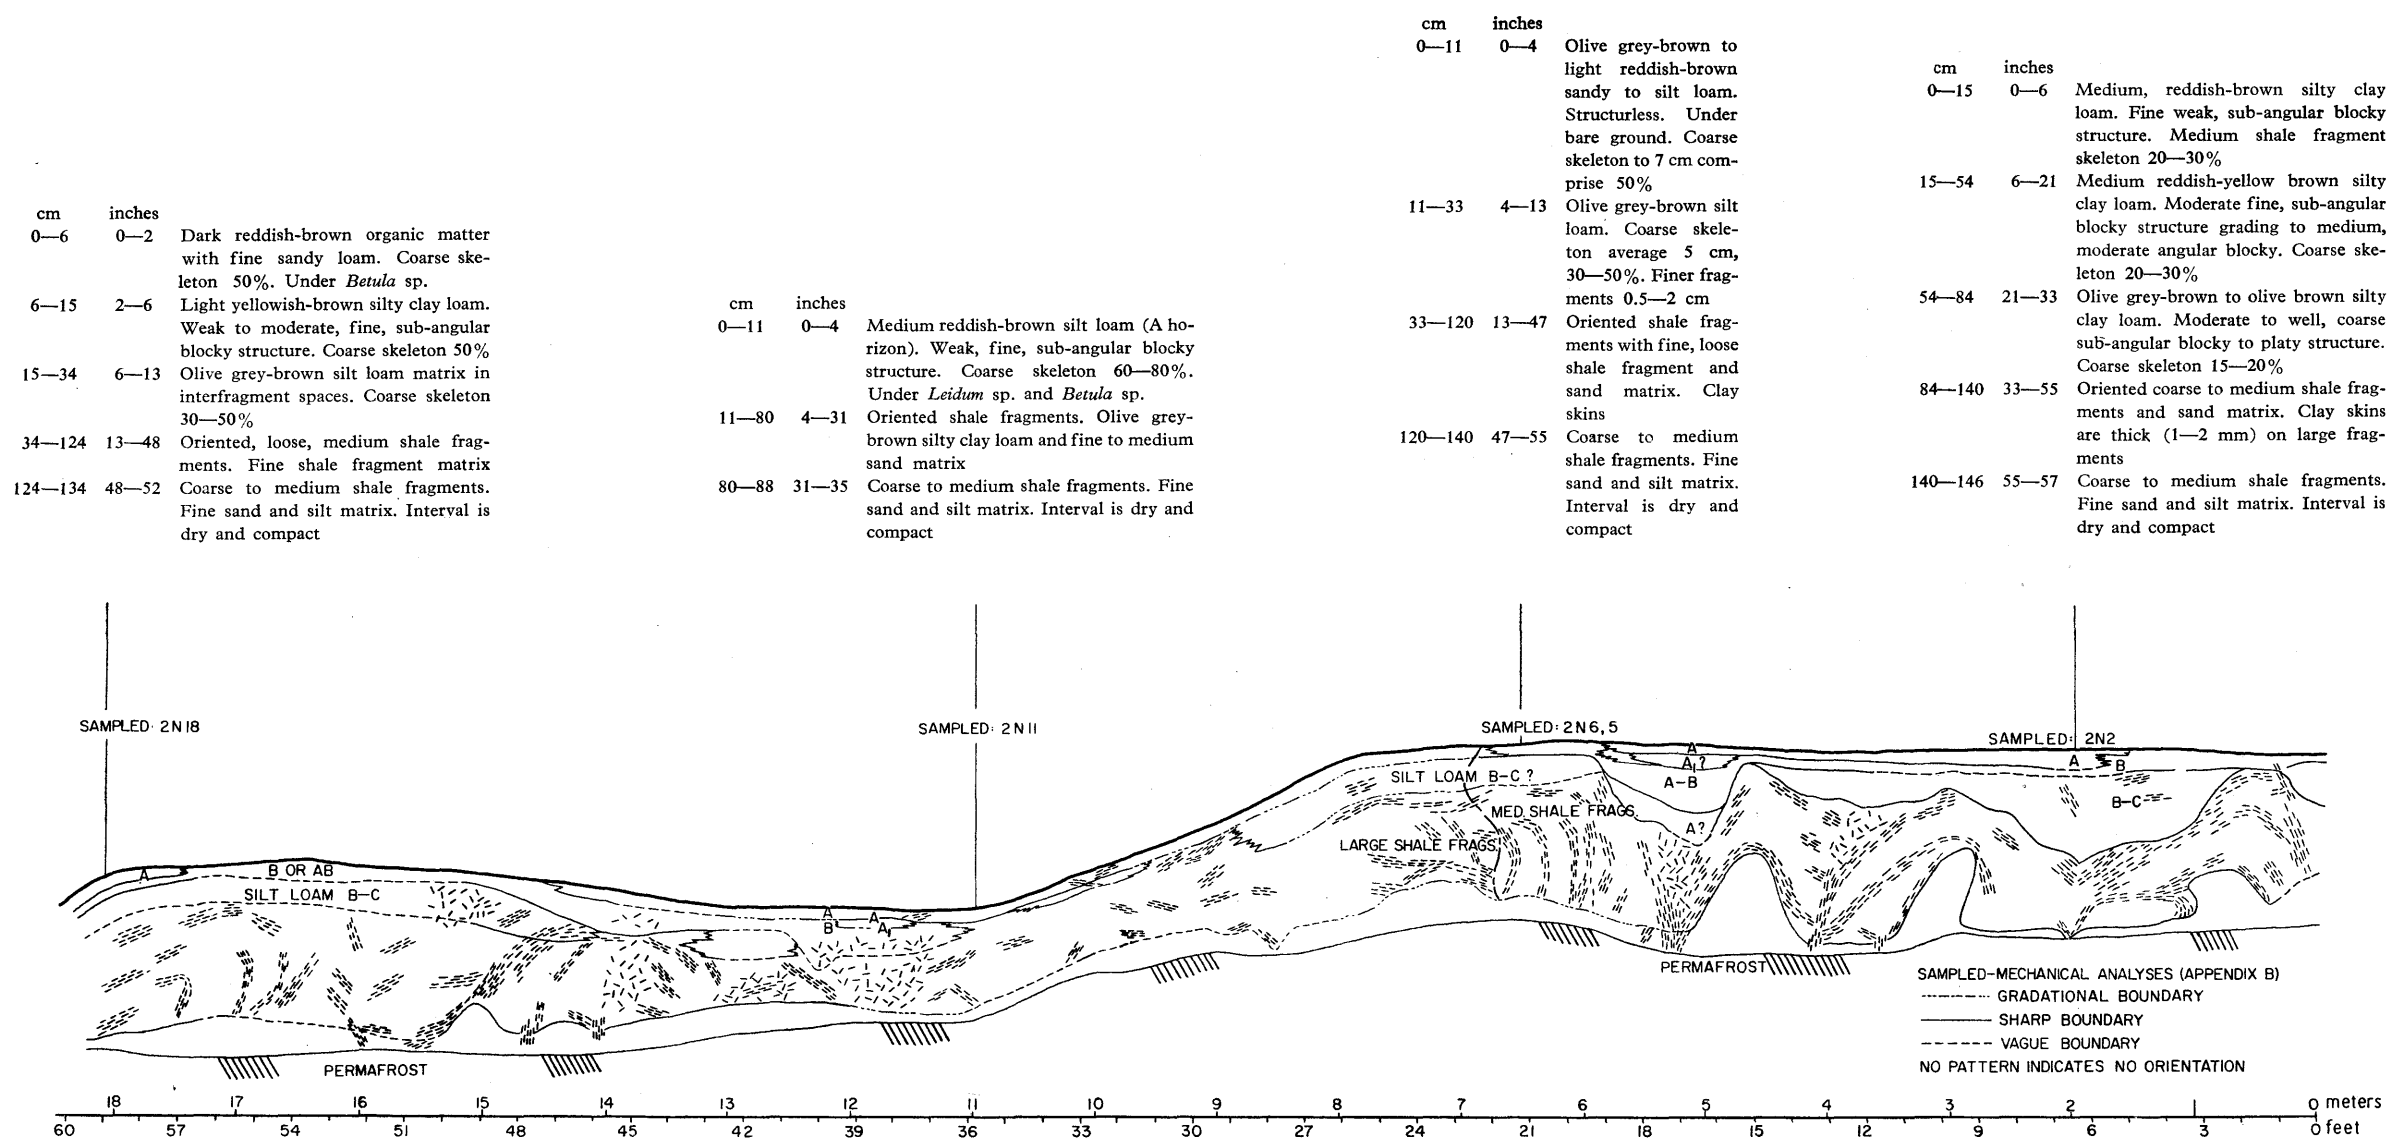 cm inches
0—6 0—2 Dark reddish-brown organic matter
with fine sandy loam. Coarse ske-
leton 50%. Under Betula sp.
6—15 2—6 Light yellowish-brown silty clay loam.
Weak to moderate, fine, sub-angular
blocky structure. Coarse skeleton 50%
15—34 6—13 Olive grey-brown silt loam matrix in
interfragment spaces. Coarse skeleton
30—50%
34—124 13—48 Oriented, loose, medium shale frag-
ments. Fine shale fragment matrix
124—134 48—52 Coarse to medium shale fragments.
Fine sand and silt matrix. Interval is
dry and compact
cm inches
0—11 0—4 Medium reddish-brown silt loam (A ho-
rizon). Weak, fine, sub-angular blocky
structure. Coarse skeleton 60—80%.
Under Leidum sp. and Betula sp.
11—80 4—31 Oriented shale fragments. Olive grey-
brown silty clay loam and fine to medium
sand matrix
80—88 31—35 Coarse to medium shale fragments. Fine
sand and silt matrix. Interval is dry and
compact
cm inches
0—11 0—4 Olive grey-brown to
light reddish-brown
sandy to silt loam.
Structurless. Under
bare ground. Coarse
skeleton to 7 cm com-
prise 50%
11—33 4—13 Olive grey-brown silt
loam. Coarse skele-
ton average 5 cm,
30—50%. Finer frag-
ments 0.5—2 cm
33—120 13—47 Oriented shale frag-
ments with fine, loose
shale fragment and
sand matrix. Clay
skins
120—140 47—55 Coarse to medium
shale fragments. Fine
sand and silt matrix.
Interval is dry and
compact
cm inches
0—15 0—6 Medium, reddish-brown silty clay
loam. Fine weak, sub-angular blocky
structure. Medium shale fragment
skeleton 20—30%
15—54 6—21 Medium reddish-yellow brown silty
clay loam. Moderate fine, sub-angular
blocky structure grading to medium,
moderate angular blocky. Coarse ske-
leton 20—30%
54—84 21—33 Olive grey-brown to olive brown silty
clay loam. Moderate to well, coarse
sub-angular blocky to platy structure.
Coarse skeleton 15—20%
84—140 33—55 Oriented coarse to medium shale frag-
ments and sand matrix. Clay skins
are thick (1—2 mm) on large frag-
ments
140—146 55—57 Coarse to medium shale fragments.
Fine sand and silt matrix. Interval is
dry and compact
SAMPLED: 2N18
SAMPLED: 2N11
SAMPLED: 2N6,5
SAMPLED: 2N2
A
B OR AB
SILT LOAM B-C
A
B
A
A1
SILT LOAM B-C ?
MED SHALE FRAGS.
LARGE SHALE FRAGS.
A
A1?
A-B
A?
A
B
B-C
PERMAFROST
PERMAFROST
SAMPLED-MECHANICAL ANALYSES (APPENDIX B)
GRADATIONAL BOUNDARY
SHARP BOUNDARY
VAGUE BOUNDARY
NO PATTERN INDICATES NO ORIENTATION
18 17 16 15 14 13 12 11 10 9 8 7 6 5 4 3 2 1 0 meters
60 57 54 51 48 45 42 39 36 33 30 27 24 21 18 15 12 9 6 3 0 feet